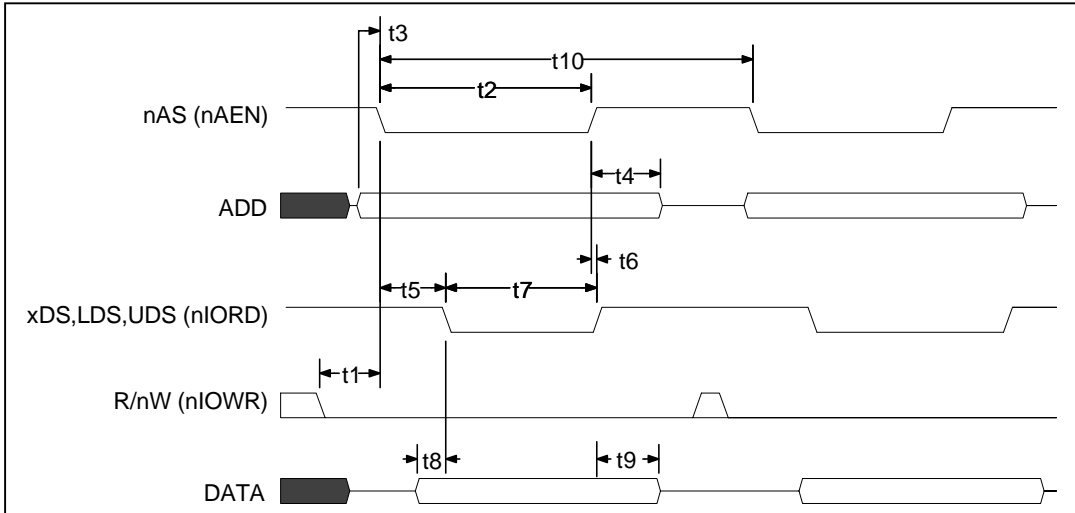 t3
t10
t2
nAS (nAEN)
t4
ADD
t6
t5
t7
xDS,LDS,UDS (nIORD)
t1
R/nW (nIOWR)
t8
t9
DATA